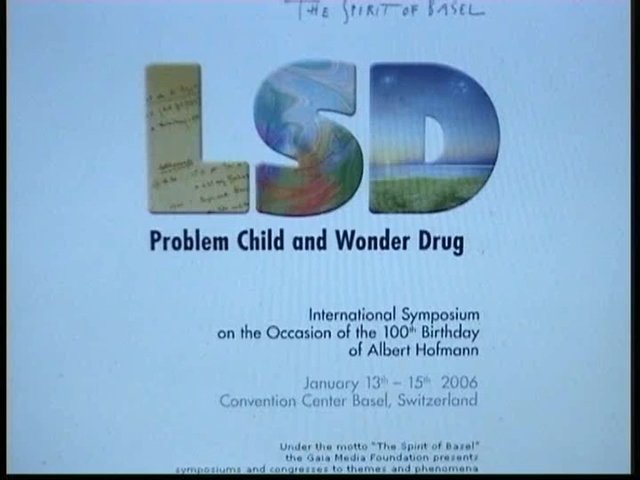 THE SPIRIT OF BASEL
LSD
Problem Child and Wonder Drug
International Symposium
on the Occasion of the 100th Birthday
of Albert Hofmann
January 13th – 15th 2006
Convention Center Basel, Switzerland
Under the motto "The Spirit of Basel"
the Gaia Media Foundation presents
symposiums and congresses to themes and phenomena